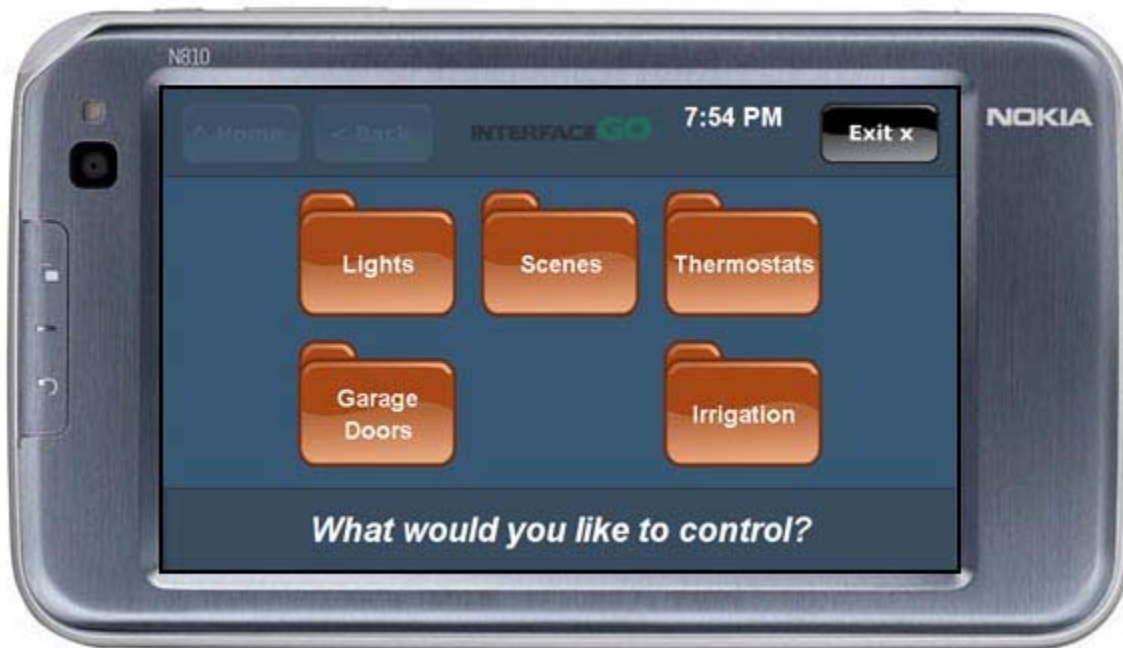 N810
NOKIA
^ Home
< Back
INTERFACEGO
7:54 PM
Exit x
Lights
Scenes
Thermostats
Garage
Doors
Irrigation
What would you like to control?